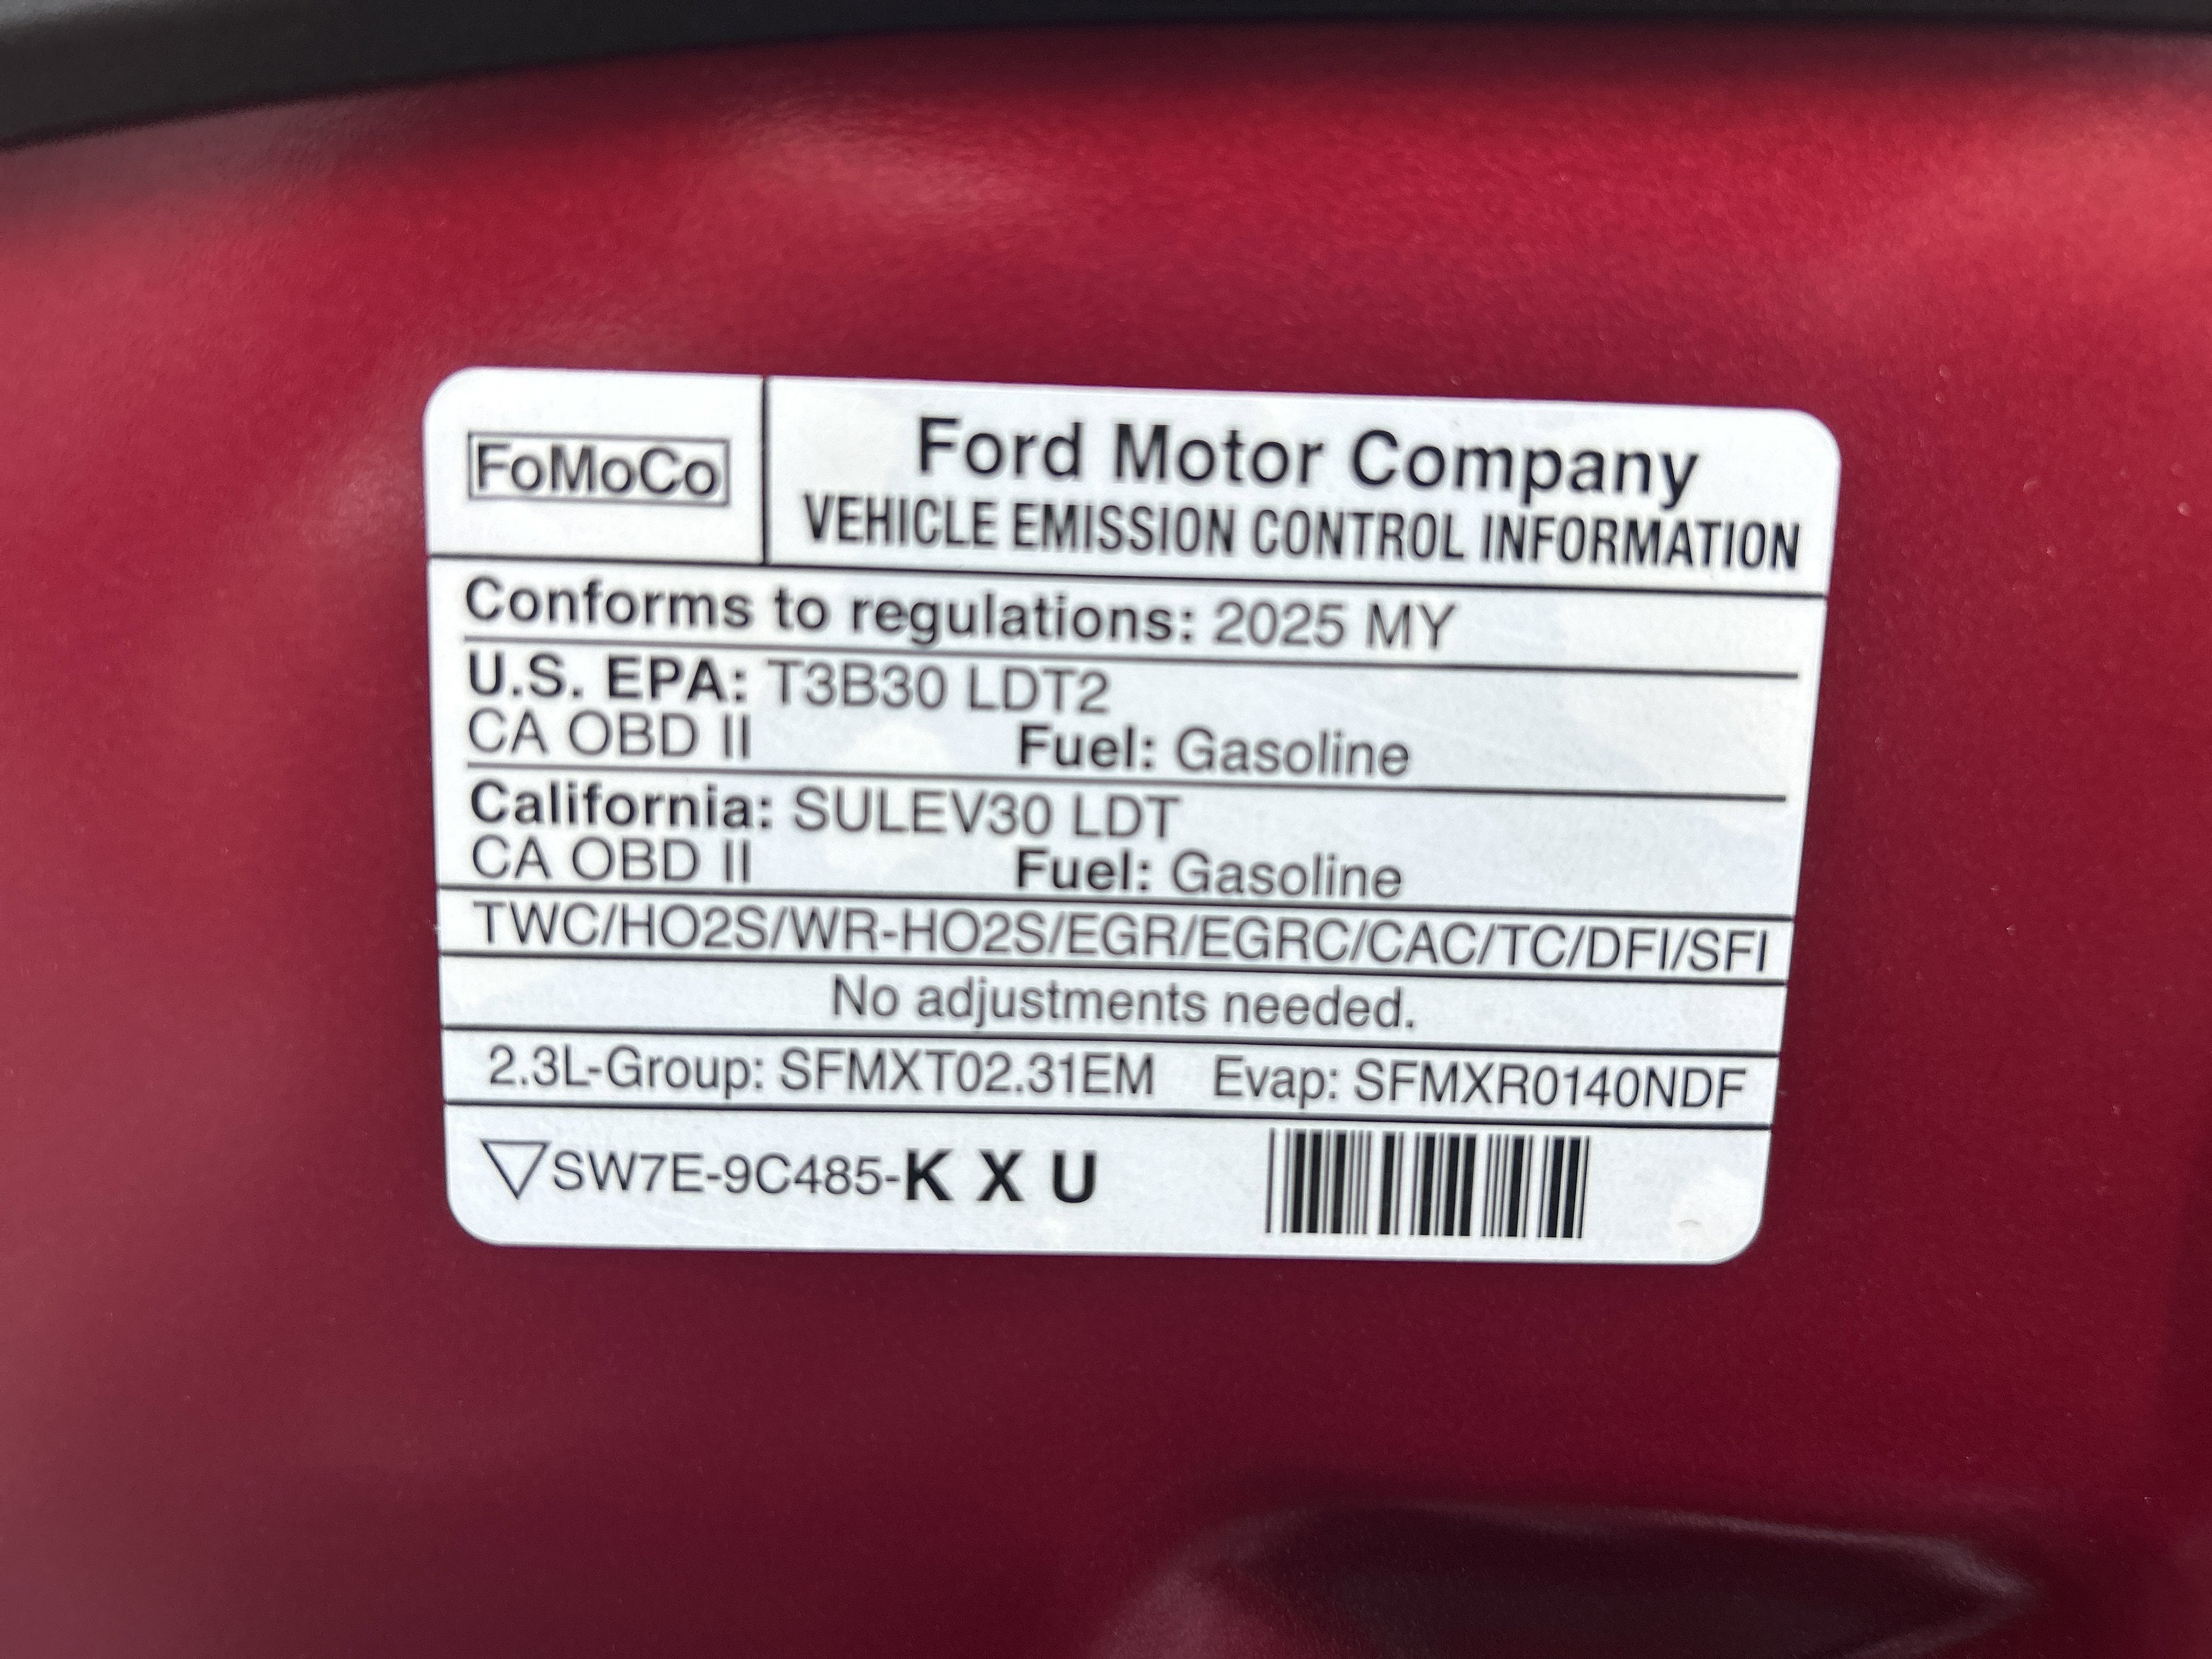 FoMoCo
Ford Motor Company
VEHICLE EMISSION CONTROL INFORMATION
Conforms to regulations: 2025 MY
U.S. EPA: T3B30 LDT2
CA OBD II Fuel: Gasoline
California: SULEV30 LDT
CA OBD II Fuel: Gasoline
TWC/HO2S/WR-HO2S/EGR/EGRC/CAC/TC/DFI/SFI
No adjustments needed.
2.3L-Group: SFMXT02.31EM Evap: SFMXR0140NDF
▽SW7E-9C485-K X U